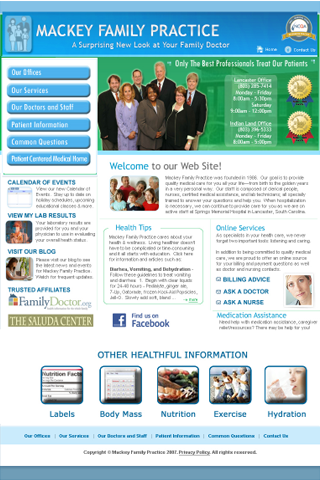 MACKEY FAMILY PRACTICE
A Surprising New Look at Your Family Doctor
NCQA
Home
Contact Us
Our Offices
Our Services
Our Doctors and Staff
Patient Information
Common Questions
Patient Centered Medical Home
Only The Best Professionals Treat Our Patients
Lancaster Office
(803) 285-7414
Monday - Friday
8:00am - 5:30pm
Saturday
9:00am - 12:00pm
Indian Land Office
(803) 396-5333
Monday - Friday
8:00am - 5:00pm
Welcome to our Web Site!
Mackey Family Practice was founded in 1986. Our goal is to provide
quality medical care for you all your life—from birth to the golden years
in a very personal way. Our staff is composed of clerical people,
nurses, certified medical assistants, and lab technicians, all specially
trained to answer your questions and help you. When hospitalization
is necessary, we can continue to provide care for you as we are on
active staff at Springs Memorial Hospital in Lancaster, South Carolina.
CALENDAR OF EVENTS
View our new Calendar of
Events. Stay up to date on
holiday schedules, upcoming
educational classes & more.
VIEW MY LAB RESULTS
Your laboratory results are
provided for you and your
physician to use in evaluating
your overall health status.
VISIT OUR BLOG
Please visit our blog to see
the latest stories and events
for Mackey Family Practice.
Watch for frequent updates.
TRUSTED AFFILIATES
FamilyDoctor.org
THE SALUDA CENTER
Health Tips
Mackey Family Practice cares about your
health & wellness. Living healthier doesn't
have to be complicated or time-consuming
and it all starts with education. Click here
for information and articles such as:
Diarhea, Vomiting, and Dehydration -
Follow these guidelines to treat vomiting
and Diarrhea: 1. Begin with clear liquids
for 24-48 hours - Pedialyte, ginger ale,
7-Up, Gatorade, frozen Kool-Aid/Popsicles,
Jell-O. Slowly add soft, bland ...
Find us on
Facebook
Online Services
As specialists in your health care, we never
forget two important tools: listening and caring.
In addition to being committed to quality medical
care, we are proud to offer an online source
for your billing and payment questions as well
as doctor and nursing contacts:
BILLING ADVICE
ASK A DOCTOR
ASK A NURSE
Medication Assistance
Need help with medication assistance, caregiver
relief/resources? There may be help for you!
OTHER HEALTHFUL INFORMATION
Nutrition Facts
Labels
Body Mass
Nutrition
Exercise
Hydration
Our Offices | Our Services | Our Doctors and Staff | Patient Information | Common Questions | Contact Us
Copyright © Mackey Family Practice 2007. Privacy Policy. All rights reserved.